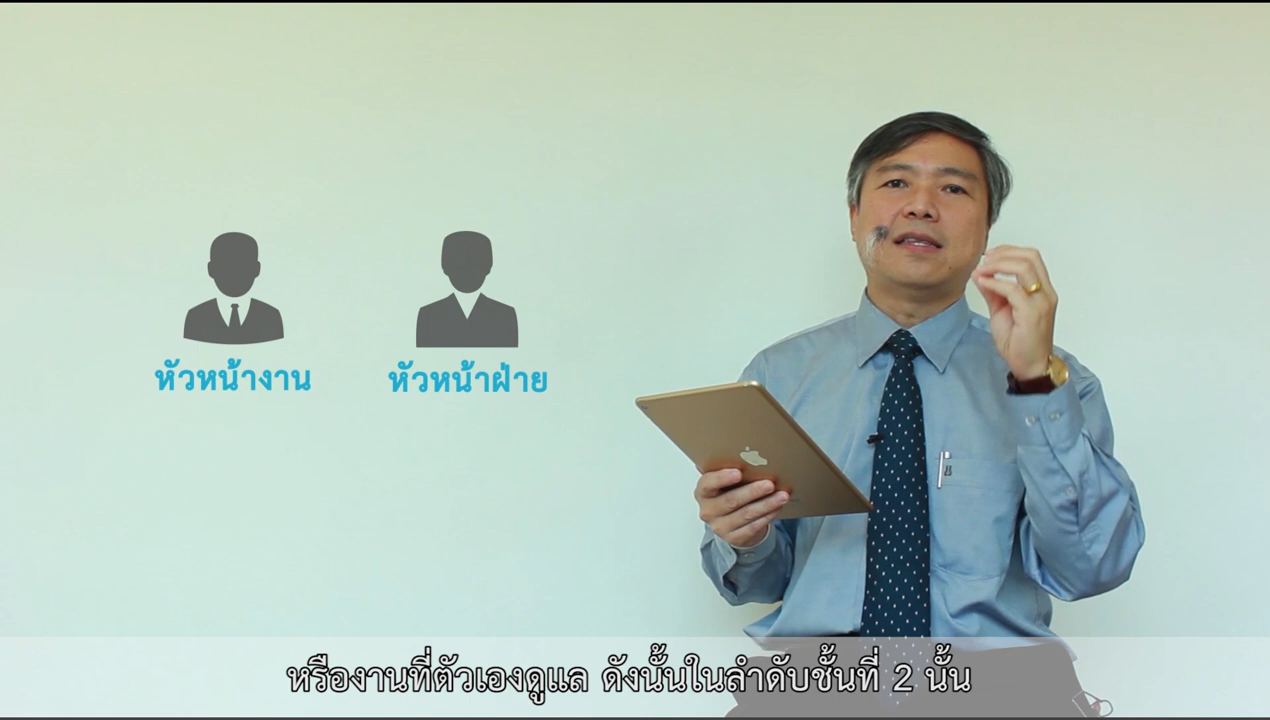 หัวหน้างาน
หัวหน้าฝ่าย
หรืองานที่ตัวเองดูแล ดังนั้นในลำดับชั้นที่ 2 นั้น